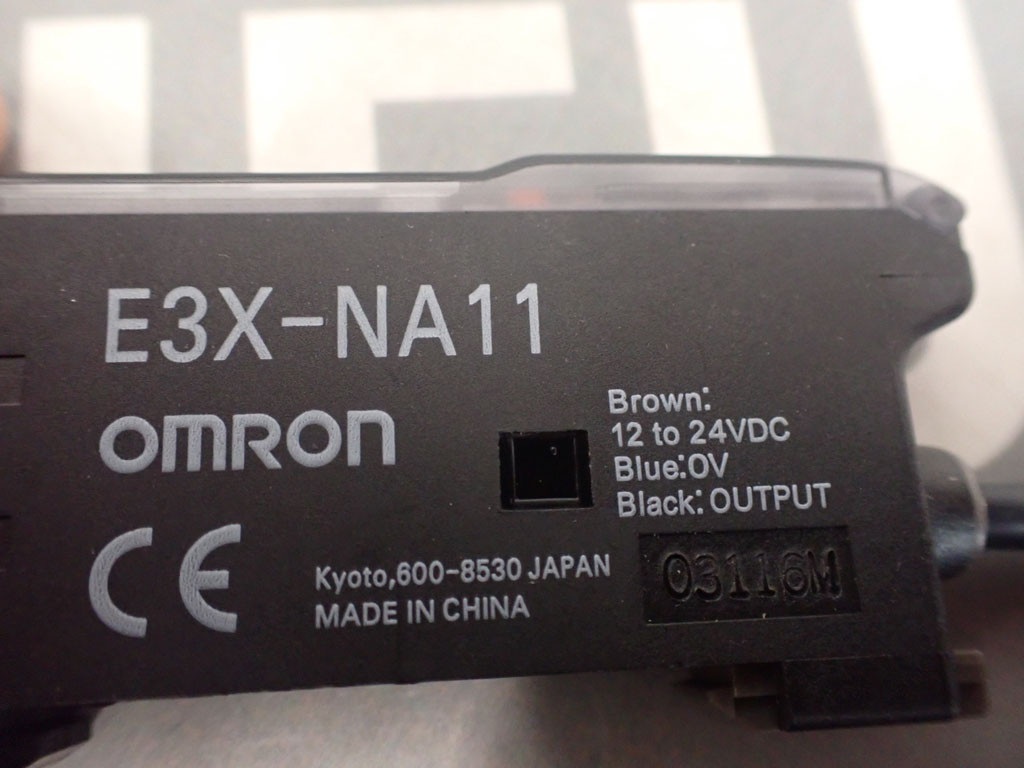 E3X-NA11
OMRON
Brown:
12 to 24VDC
Blue:0V
Black: OUTPUT
CE
Kyoto,600-8530 JAPAN
MADE IN CHINA
03116M